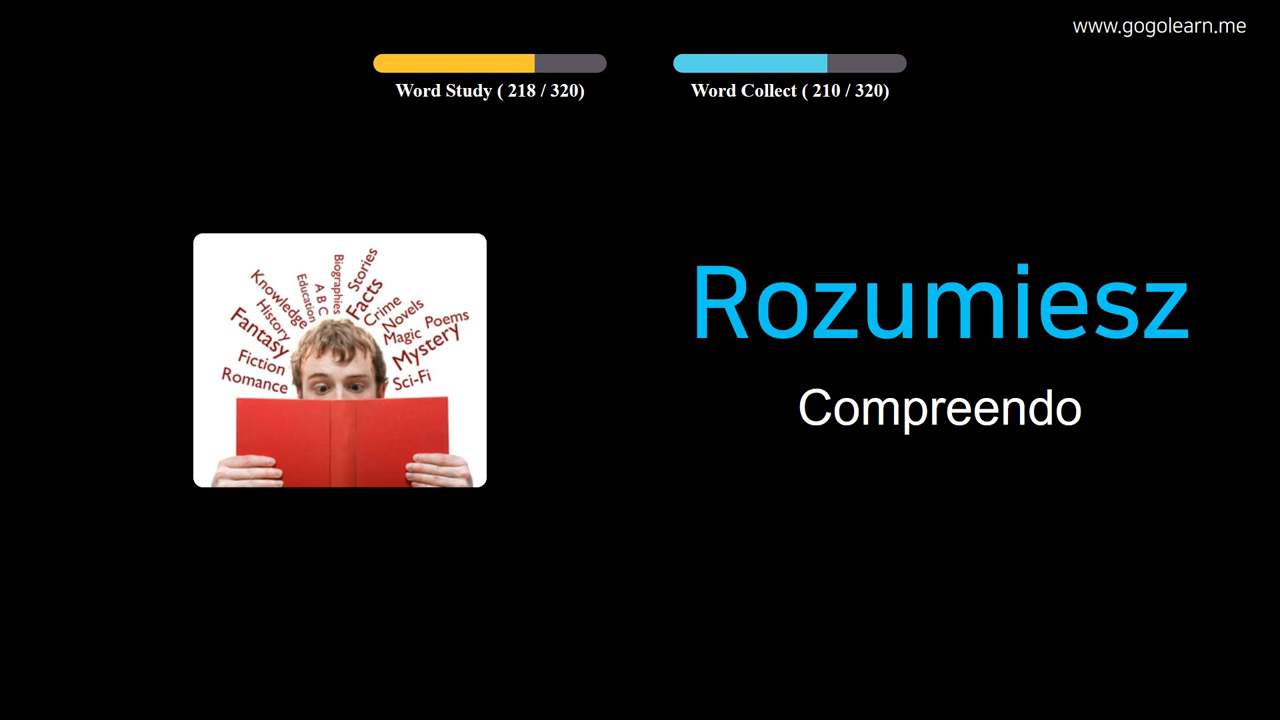 www.gogolearn.me
Word Study ( 218 / 320)
Word Collect ( 210 / 320)
Rozumiesz
Compreendo
Knowledge
History
Fantasy
Fiction
Romance
Education
A B C
Biographies
Stories
Facts
Crime
Novels
Magic
Poems
Mystery
Sci-Fi